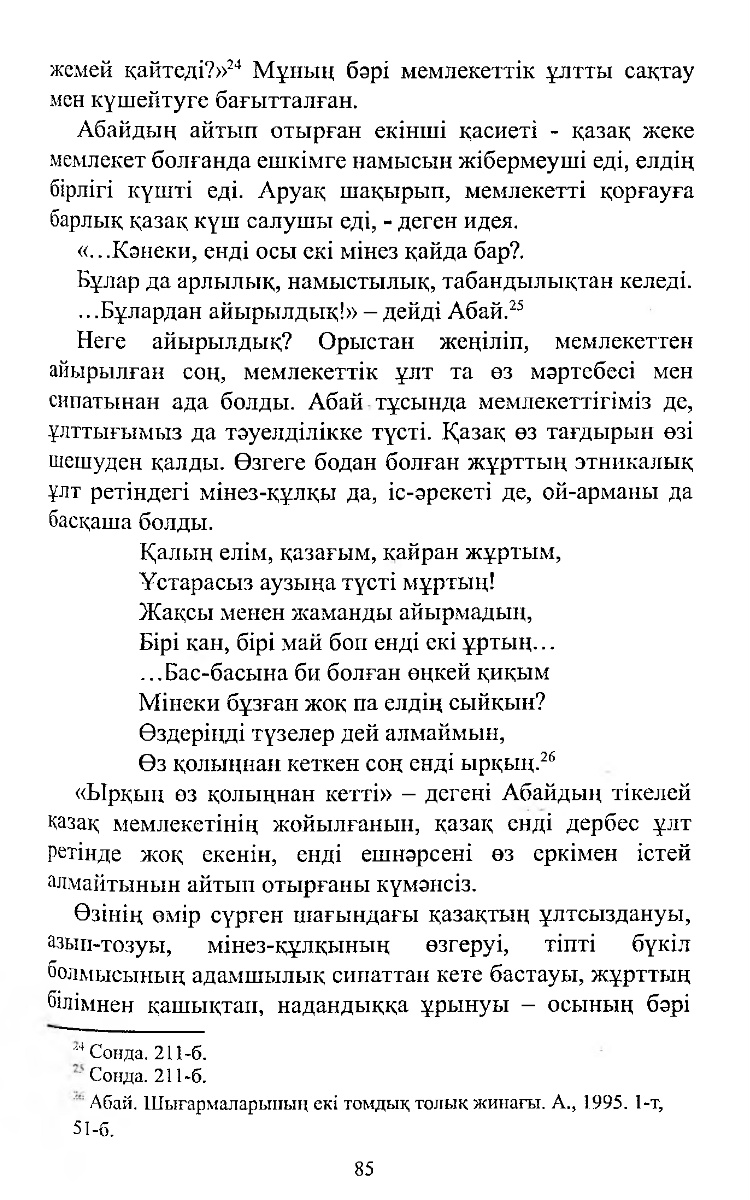 жемей қайтеді?»²⁴ Мұның бәрі мемлекеттік ұлтты сақтау
мен күшейтуге бағытталған.
Абайдың айтып отырған екінші қасиеті - қазақ жеке
мемлекет болғанда ешкімге намысын жібермеуші еді, елдің
бірлігі күшті еді. Аруақ шақырып, мемлекетті қорғауға
барлық қазақ күш салушы еді, - деген идея.
«…Кәнеки, енді осы екі мінез қайда бар?.
Бұлар да арлылық, намыстылық, табандылықтан келеді.
…Бұлардан айырылдық!» – дейді Абай.²⁵
Неге айырылдық? Орыстан жеңіліп, мемлекеттен
айырылған соң, мемлекеттік ұлт та өз мәртебесі мен
сипатынан ада болды. Абай тұсында мемлекеттігіміз де,
ұлттығымыз да тәуелділікке түсті. Қазақ өз тағдырын өзі
шешуден қалды. Өзгеге бодан болған жұрттың этникалық
ұлт ретіндегі мінез-құлқы да, іс-әрекеті де, ой-арманы да
басқаша болды.
Қалың елім, қазағым, қайран жұртым,
Ұстарасыз аузыңа түсті мұртың!
Жақсы менен жаманды айырмадың,
Бірі қан, бірі май боп енді екі ұртың…
…Бас-басына би болған өңкей қиқым
Мінеки бұзған жоқ па елдің сыйқын?
Өздеріңді түзелер дей алмаймын,
Өз қолыңнан кеткен соң енді ырқың.²⁶
«Ырқың өз қолыңнан кетті» – дегені Абайдың тікелей
қазақ мемлекетінің жойылғанын, қазақ енді дербес ұлт
ретінде жоқ екенін, енді ешнәрсені өз еркімен істей
алмайтынын айтып отырғаны күмәнсіз.
Өзінің өмір сүрген шағындағы қазақтың ұлтсыздануы,
азып-тозуы, мінез-құлқының өзгеруі, тіпті бүкіл
болмысының адамшылық сипаттан кете бастауы, жұрттың
білімнен қашықтап, надандыққа ұрынуы – осының бәрі
²⁴ Сонда. 211-б.
²⁵ Сонда. 211-б.
²⁶ Абай. Шығармаларының екі томдық толық жинағы. А., 1995. 1-т,
51-б.
85